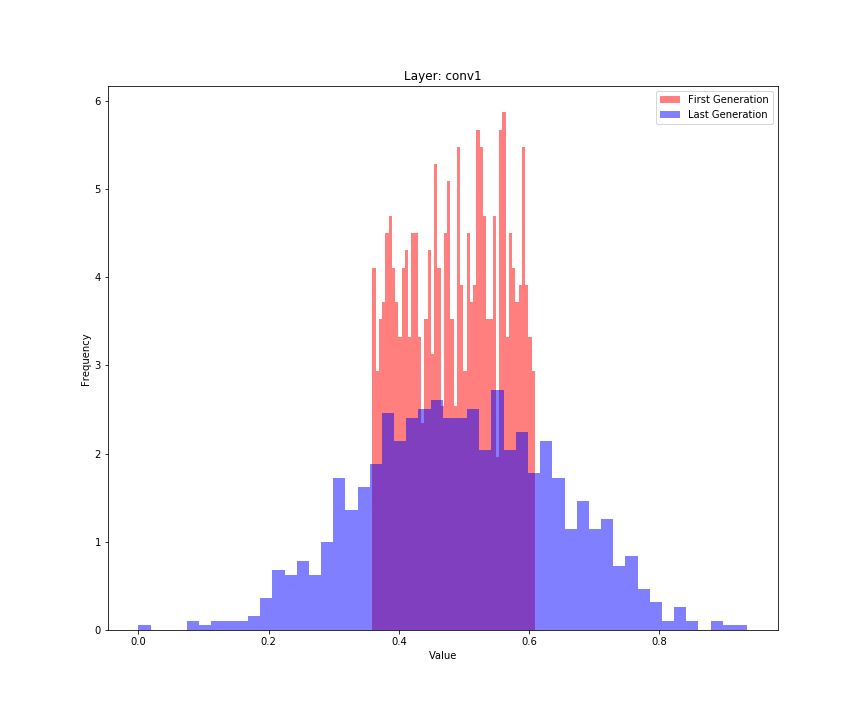 Layer: conv1
First Generation
Last Generation
6
5
4
3
2
1
0
Frequency
0.0 0.2 0.4 0.6 0.8
Value